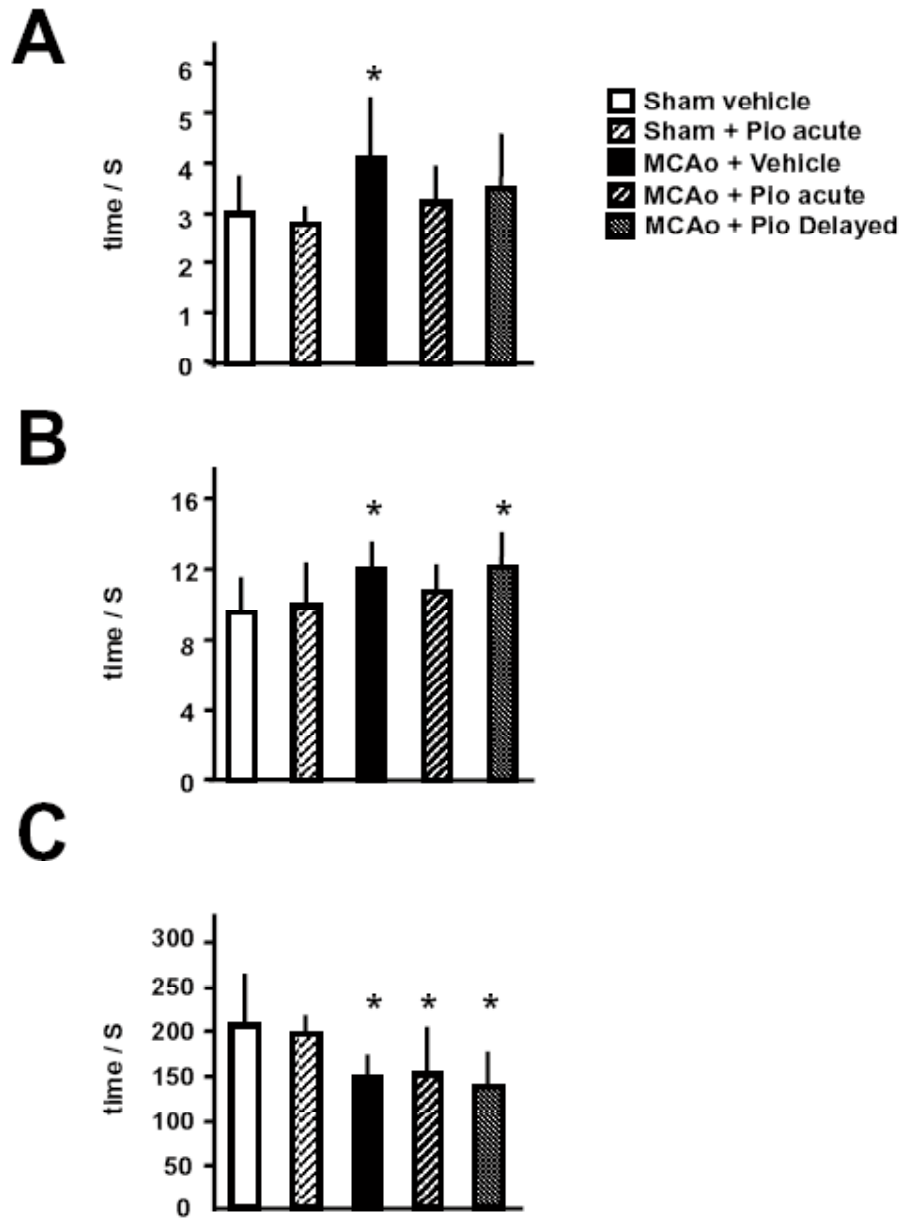 A
6
5
4
3
2
1
0
time / S
*
Sham vehicle
Sham + Pio acute
MCAo + Vehicle
MCAo + Pio acute
MCAo + Pio Delayed
B
16
12
8
4
0
time / S
* *
C
300
250
200
150
100
50
0
time / S
* * *